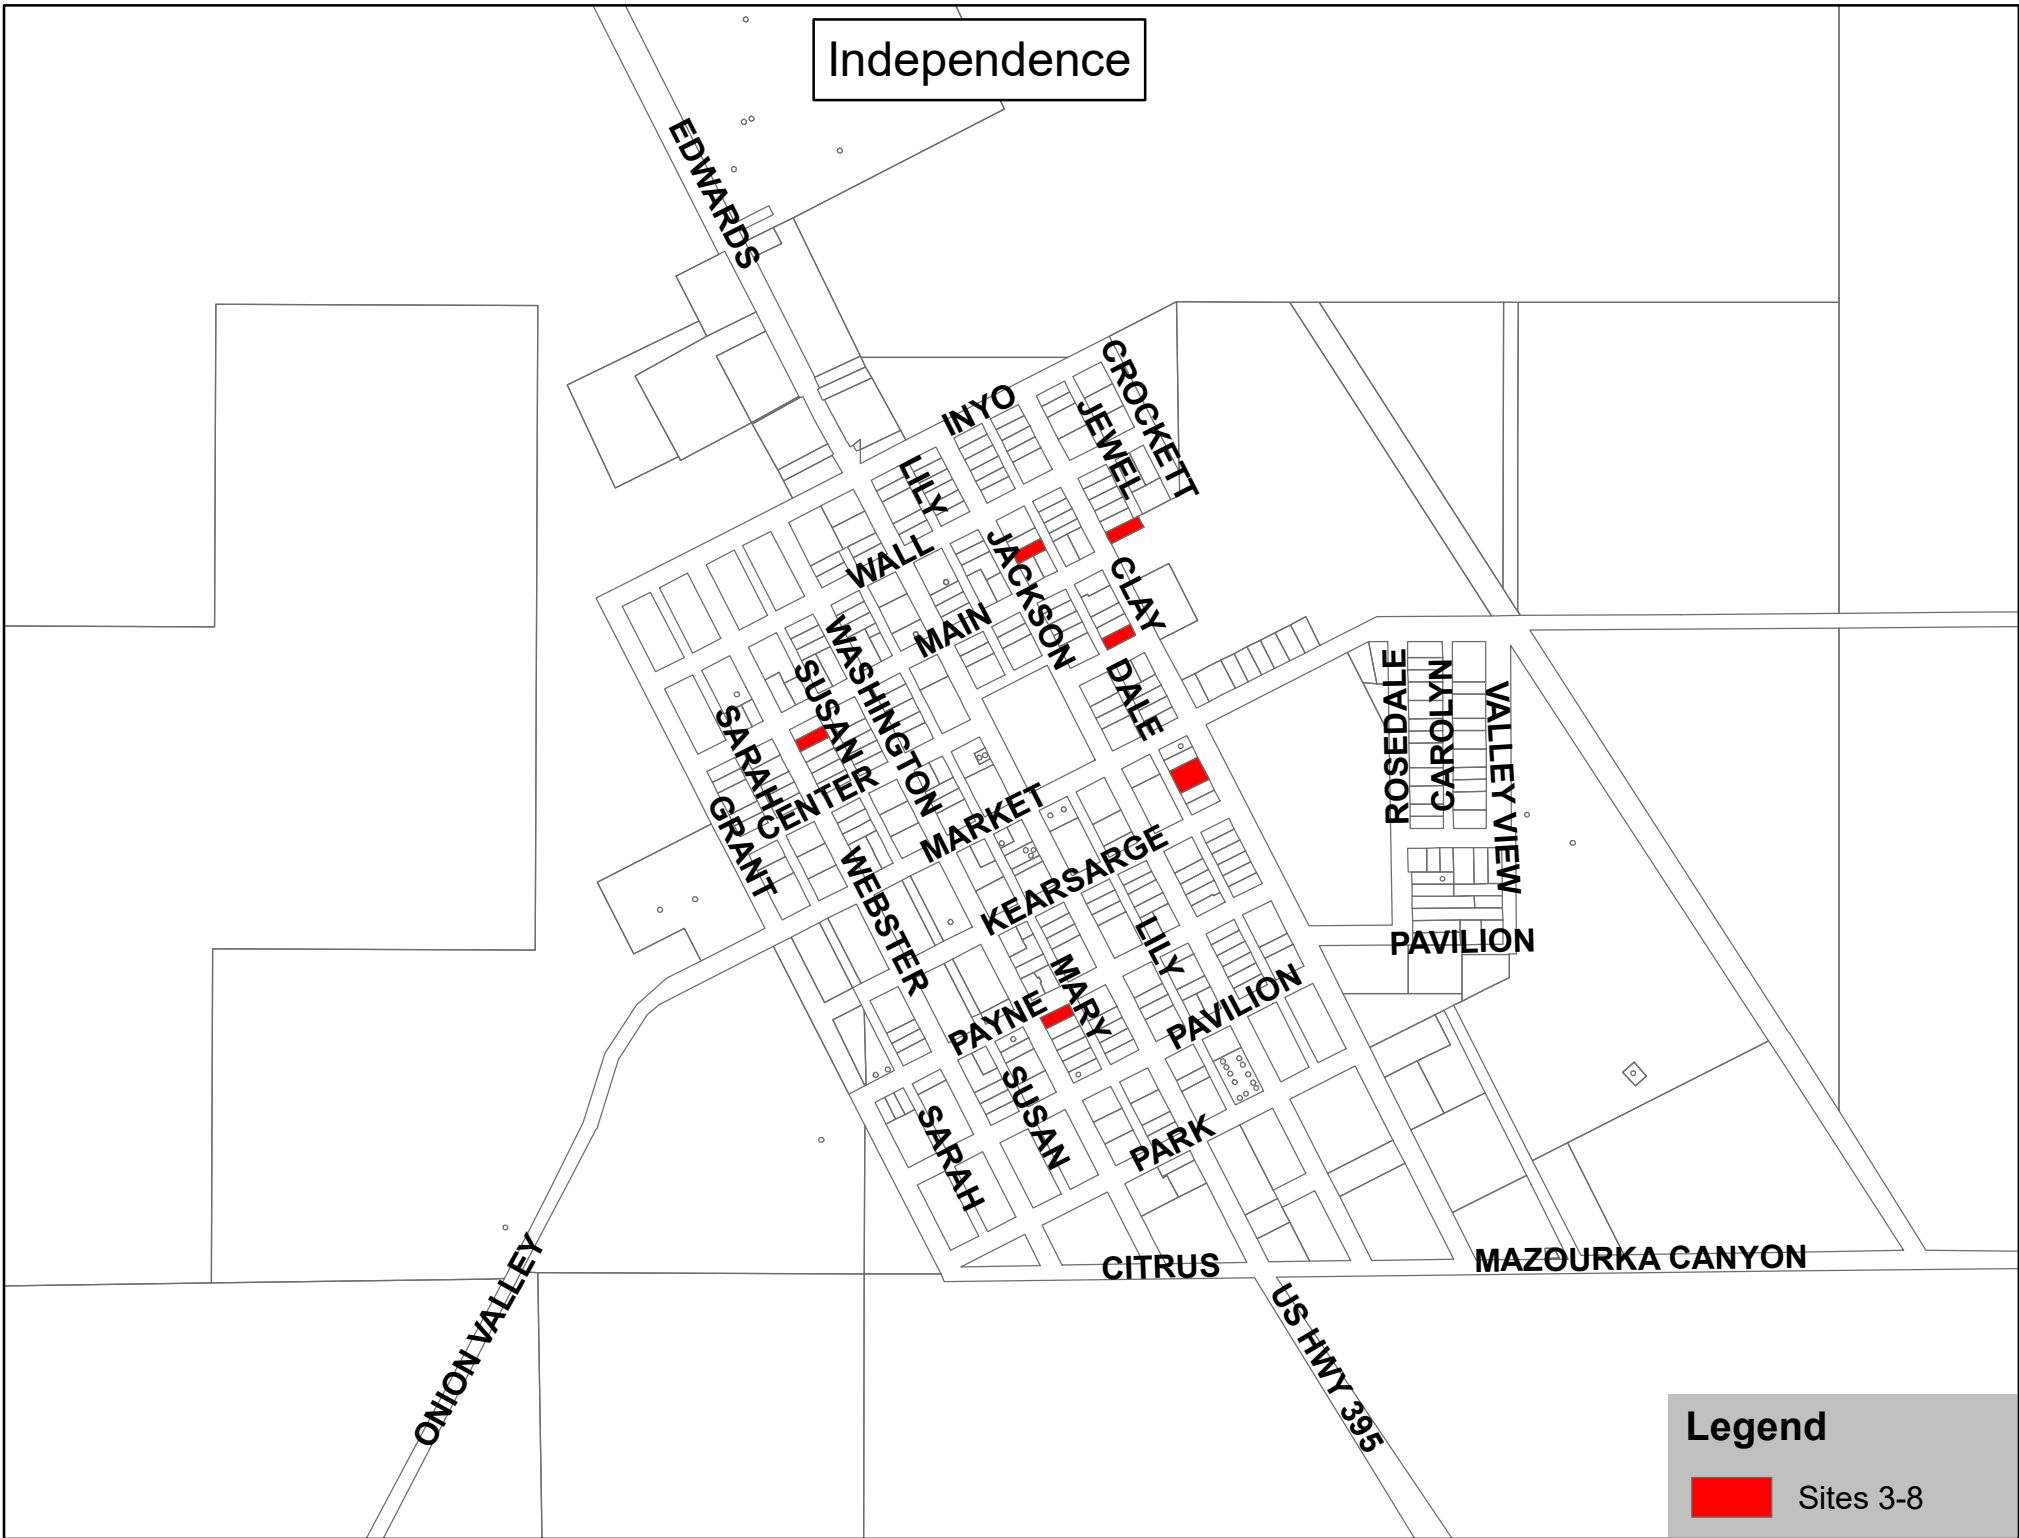 Independence
EDWARDS
CROCKETT
INYO
JEWEL
LILY
WALL
JACKSON
CLAY
MAIN
WASHINGTON
SUSAN
DALE
ROSEDALE
CAROLYN
VALLEY VIEW
SARAH
CENTER
GRANT
MARKET
KEARSARGE
WEBSTER
LILY
PAVILION
MARY
PAVILION
PAYNE
SUSAN
SARAH
PARK
CITRUS
MAZOURKA CANYON
ONION VALLEY
US HWY 395
Legend
Sites 3-8